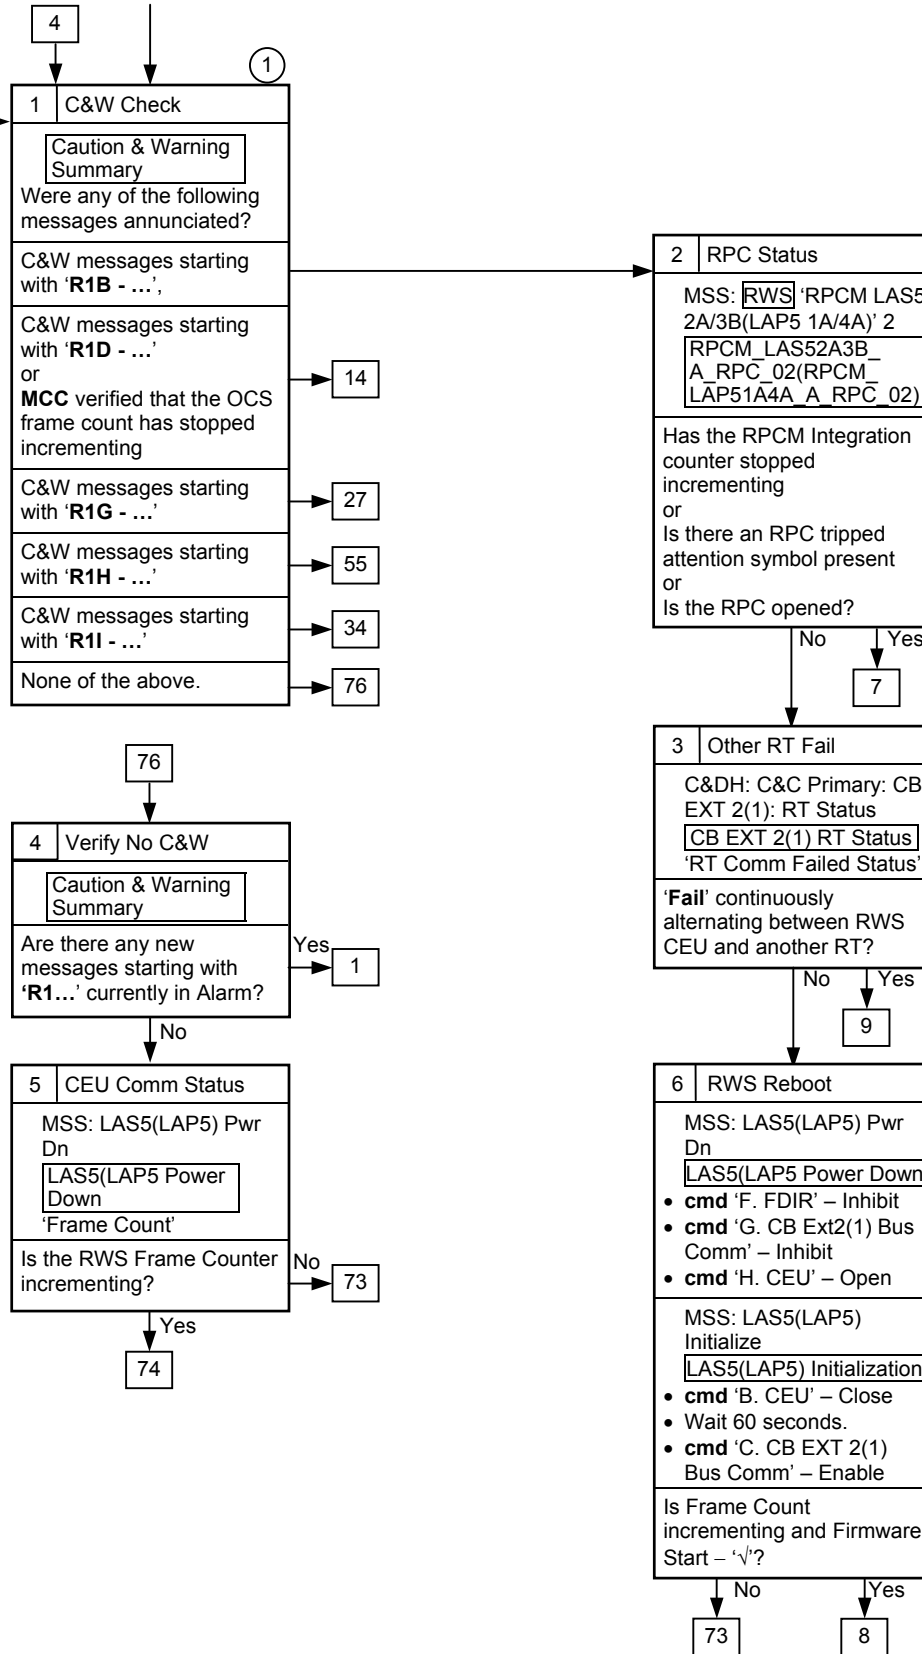 4
1
1 C&W Check
Caution & Warning
Summary
Were any of the following
messages annunciated?
C&W messages starting
with ‘R1B - …’,
C&W messages starting
with ‘R1D - …’
or
MCC verified that the OCS
frame count has stopped
incrementing
14
C&W messages starting
with ‘R1G - …’
27
C&W messages starting
with ‘R1H - …’
55
C&W messages starting
with ‘R1I - …’
34
None of the above.
76
76
4 Verify No C&W
Caution & Warning
Summary
Are there any new
messages starting with
‘R1…’ currently in Alarm?
Yes
1
No
5 CEU Comm Status
MSS: LAS5(LAP5) Pwr
Dn
LAS5(LAP5 Power
Down
‘Frame Count’
Is the RWS Frame Counter
incrementing?
No
73
Yes
74
2 RPC Status
MSS: RWS ‘RPCM LAS5
2A/3B(LAP5 1A/4A)’ 2
RPCM_LAS52A3B_
A_RPC_02(RPCM_
LAP51A4A_A_RPC_02)
Has the RPCM Integration
counter stopped
incrementing
or
Is there an RPC tripped
attention symbol present
or
Is the RPC opened?
No
Yes
7
3 Other RT Fail
C&DH: C&C Primary: CB
EXT 2(1): RT Status
CB EXT 2(1) RT Status
‘RT Comm Failed Status’
‘Fail’ continuously
alternating between RWS
CEU and another RT?
No
Yes
9
6 RWS Reboot
MSS: LAS5(LAP5) Pwr
Dn
LAS5(LAP5 Power Down
• cmd ‘F. FDIR’ – Inhibit
• cmd ‘G. CB Ext2(1) Bus
Comm’ – Inhibit
• cmd ‘H. CEU’ – Open
MSS: LAS5(LAP5)
Initialize
LAS5(LAP5) Initialization
• cmd ‘B. CEU’ – Close
• Wait 60 seconds.
• cmd ‘C. CB EXT 2(1)
Bus Comm’ – Enable
Is Frame Count
incrementing and Firmware
Start – ‘√’?
No
Yes
73
8